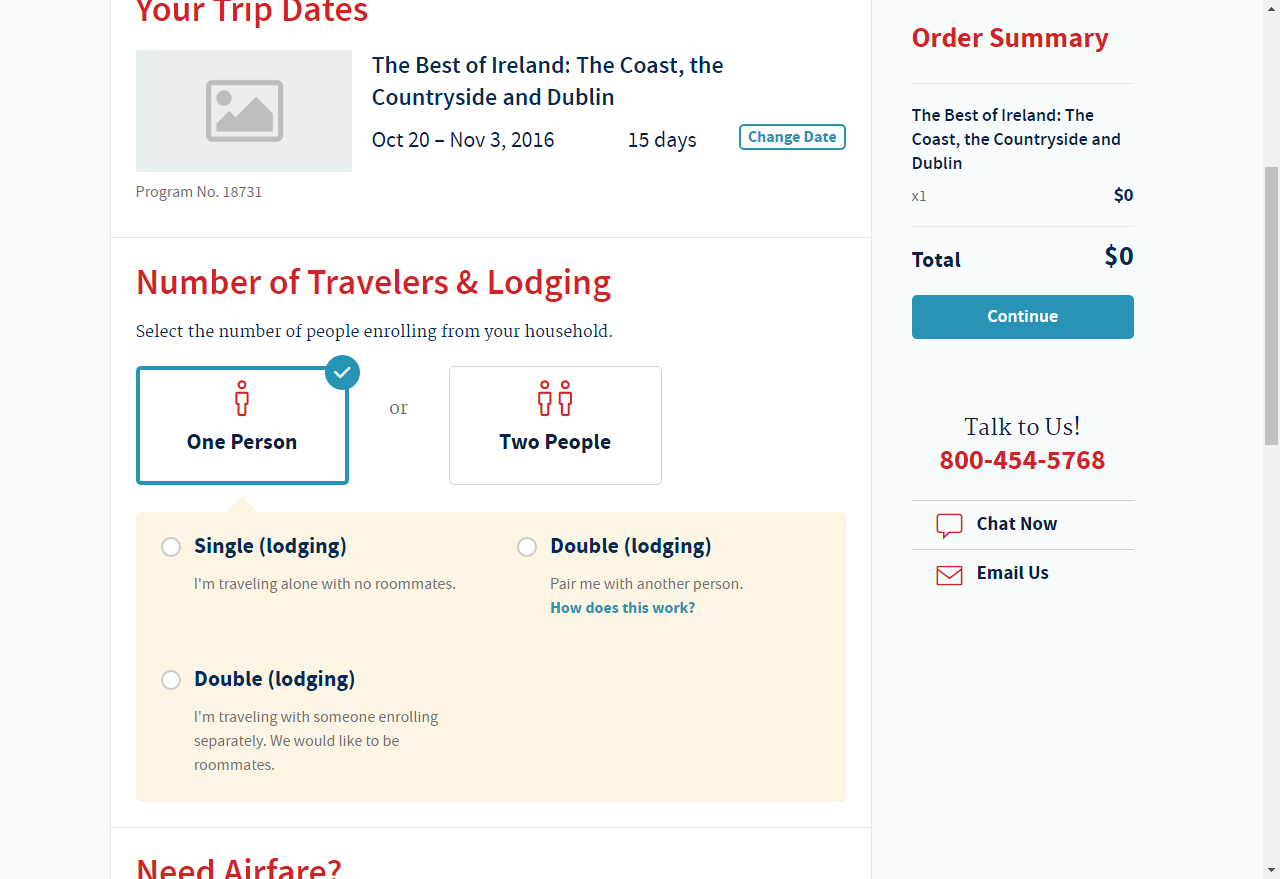 Your Trip Dates
The Best of Ireland: The Coast, the
Countryside and Dublin
Oct 20 – Nov 3, 2016
15 days
Change Date
Program No. 18731
Number of Travelers & Lodging
Select the number of people enrolling from your household.
One Person
or
Two People
Single (lodging)
I'm traveling alone with no roommates.
Double (lodging)
Pair me with another person.
How does this work?
Double (lodging)
I'm traveling with someone enrolling
separately. We would like to be
roommates.
Need Airfare?
Order Summary
The Best of Ireland: The
Coast, the Countryside and
Dublin
x1
$0
Total
$0
Continue
Talk to Us!
800-454-5768
Chat Now
Email Us